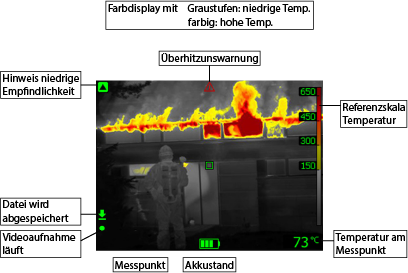 Farbdisplay mit Graustufen: niedrige Temp.
farbig: hohe Temp.
Überhitzunswarnung
Hinweis niedrige
Empfindlichkeit
650
450
300
150
Referenzskala
Temperatur
Datei wird
abgespeichert
Videoaufnahme
läuft
73 °C
Temperatur am
Messpunkt
Messpunkt
Akkustand